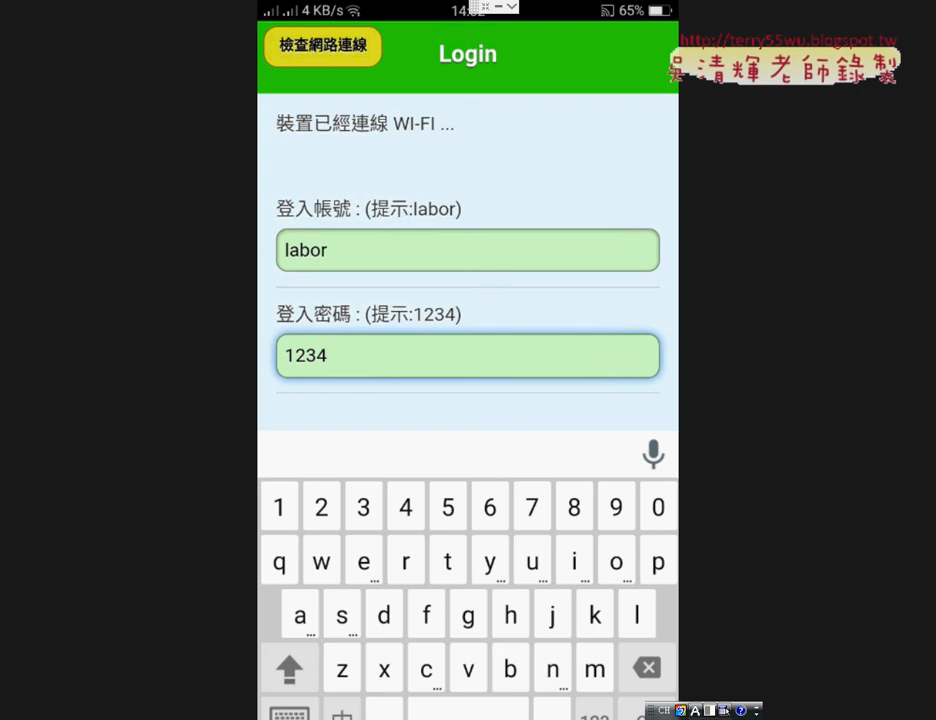 4 KB/s
65%
檢查網路連線
Login
http://terry55wu.blogspot.tw
吳清輝老師錄製
裝置已經連線 WI-FI ...
登入帳號 : (提示:labor)
labor
登入密碼 : (提示:1234)
1234
1 2 3 4 5 6 7 8 9 0
q w e r t y u i o p
a s d f g h j k l
z x c v b n m
CH A